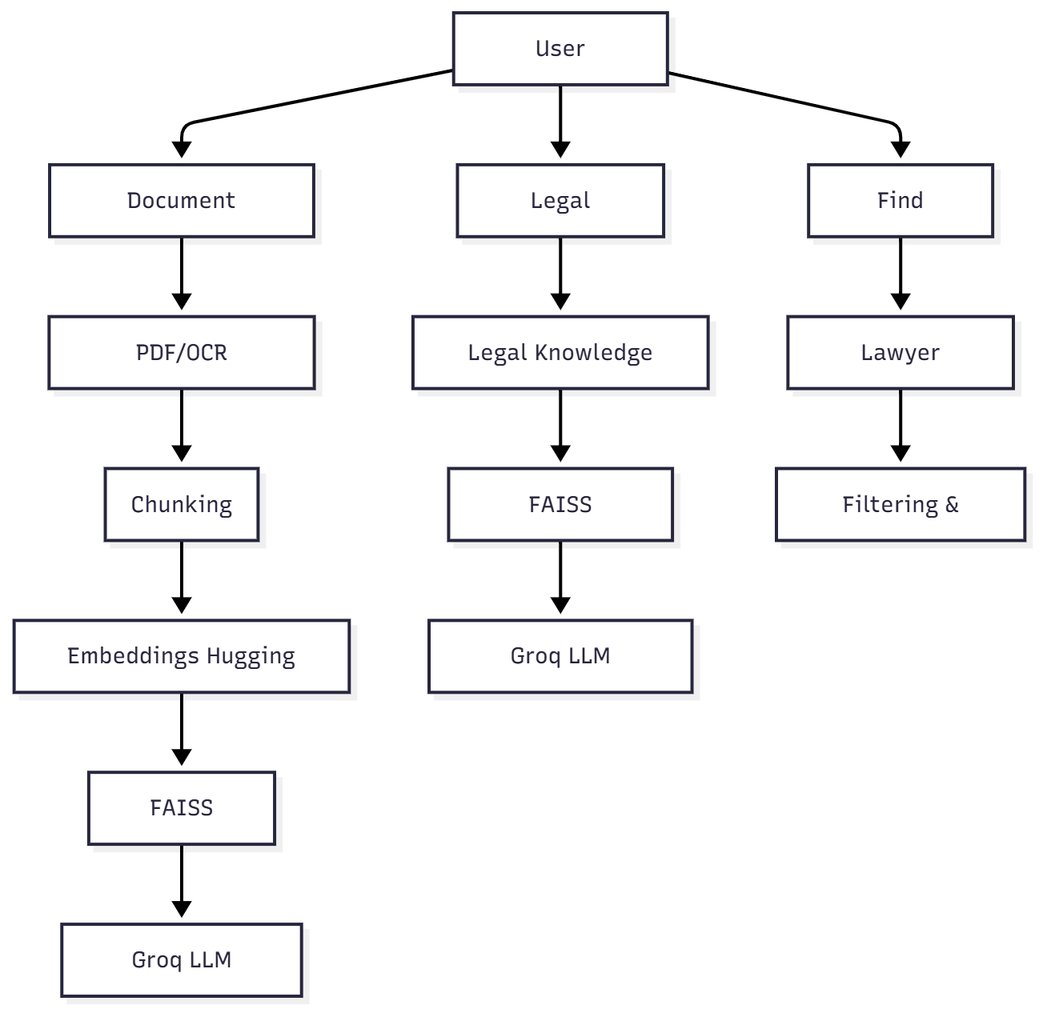 User
Document
Legal
Find
PDF/OCR
Legal Knowledge
Lawyer
Chunking
FAISS
Filtering &
Embeddings Hugging
Groq LLM
FAISS
Groq LLM